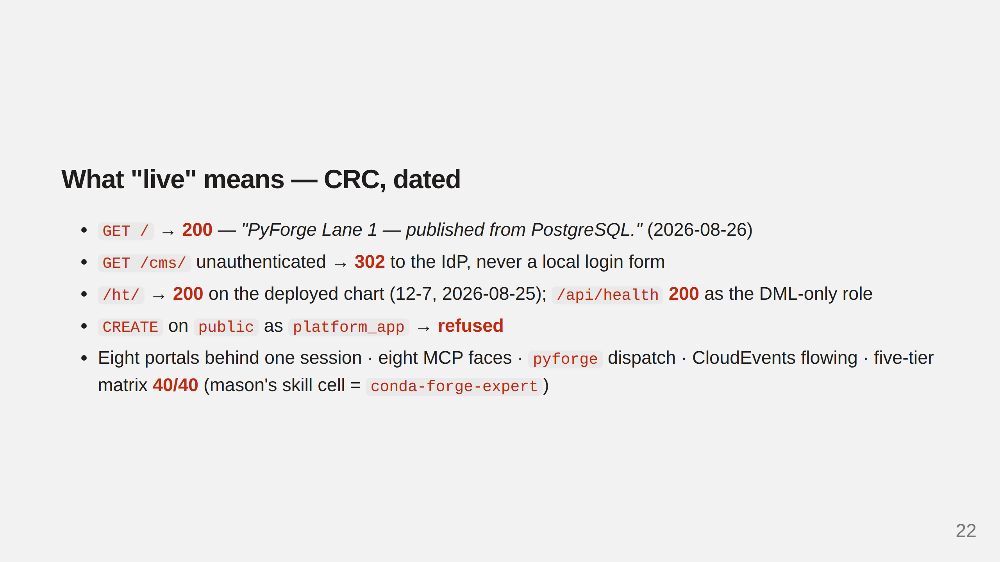 What "live" means — CRC, dated
• GET / → 200 — "PyForge Lane 1 — published from PostgreSQL." (2026-08-26)
• GET /cms/ unauthenticated → 302 to the IdP, never a local login form
• /ht/ → 200 on the deployed chart (12-7, 2026-08-25); /api/health 200 as the DML-only role
• CREATE on public as platform_app → refused
• Eight portals behind one session · eight MCP faces · pyforge dispatch · CloudEvents flowing · five-tier
matrix 40/40 (mason's skill cell = conda-forge-expert)
22